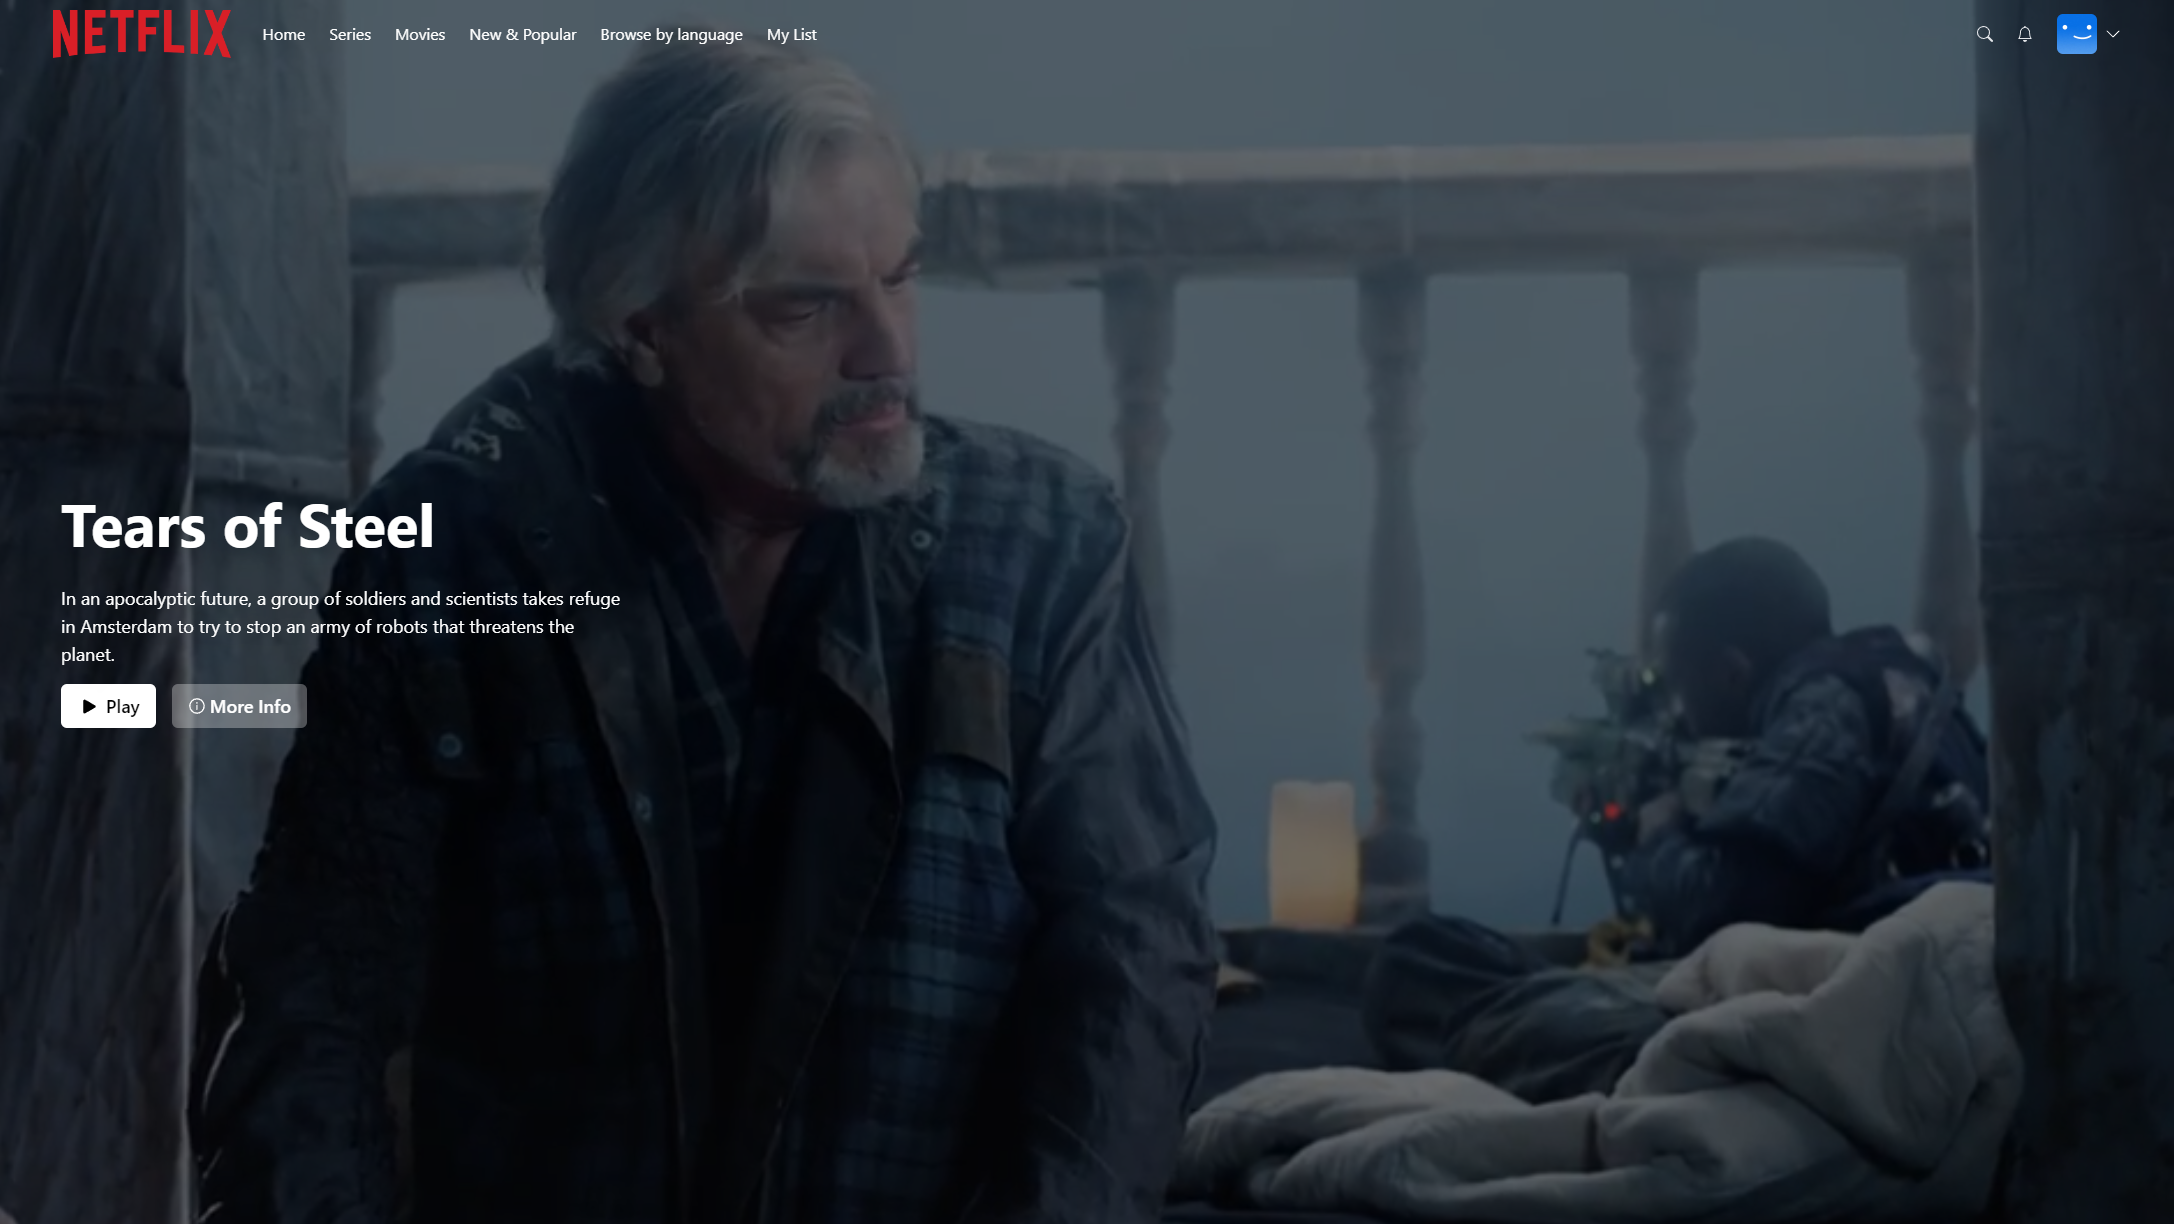 NETFLIX
Home Series Movies New & Popular Browse by language My List
Tears of Steel
In an apocalyptic future, a group of soldiers and scientists takes refuge
in Amsterdam to try to stop an army of robots that threatens the
planet.
Play More Info